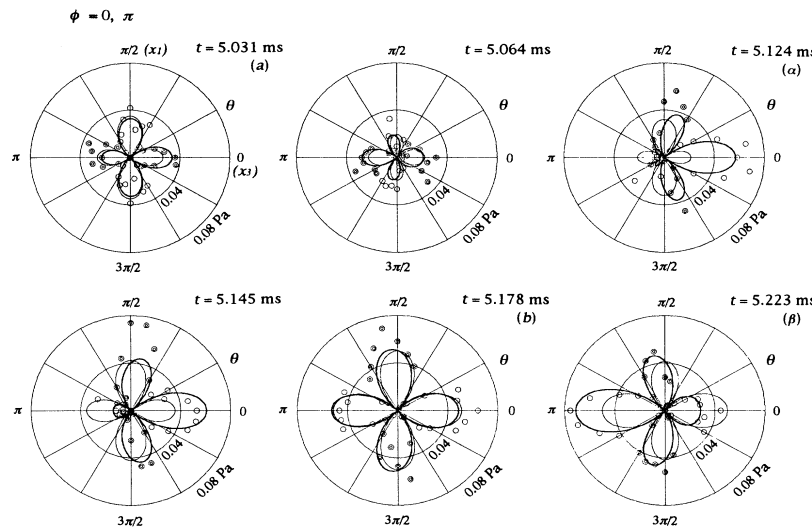 ϕ = 0, π
π/2 (x1) t = 5.031 ms
(a)
θ
π
0
(x3)
0.04
0.08 Pa
3π/2
π/2 t = 5.064 ms
θ
π
0
0.04
0.08 Pa
3π/2
π/2 t = 5.124 ms
(α)
θ
π
0
0.04
0.08 Pa
3π/2
π/2 t = 5.145 ms
θ
π
0
0.04
0.08 Pa
3π/2
π/2 t = 5.178 ms
(b)
θ
π
0
0.04
0.08 Pa
3π/2
π/2 t = 5.223 ms
(β)
θ
π
0
0.04
0.08 Pa
3π/2